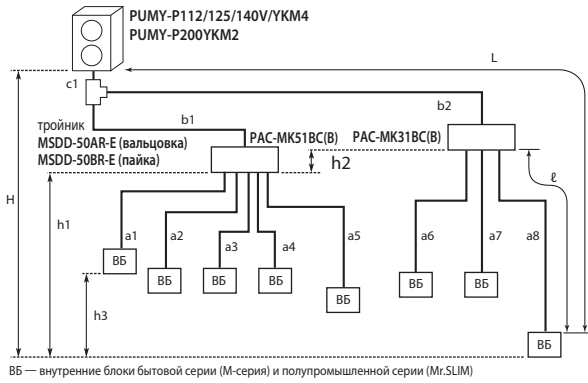 PUMY-P112/125/140V/YKM4
PUMY-P200YKM2
L
c1
b2
b1
тройник
MSDD-50AR-E (вальцовка)
MSDD-50BR-E (пайка)
PAC-MK51BC(B)
PAC-MK31BC(B)
h2
ℓ
H
h1
a1
a2
a3
a4
a5
a6
a7
a8
ВБ
ВБ
ВБ
ВБ
ВБ
ВБ
ВБ
h3
ВБ
ВБ — внутренние блоки бытовой серии (М-серия) и полупромышленной серии (Mr.SLIM)